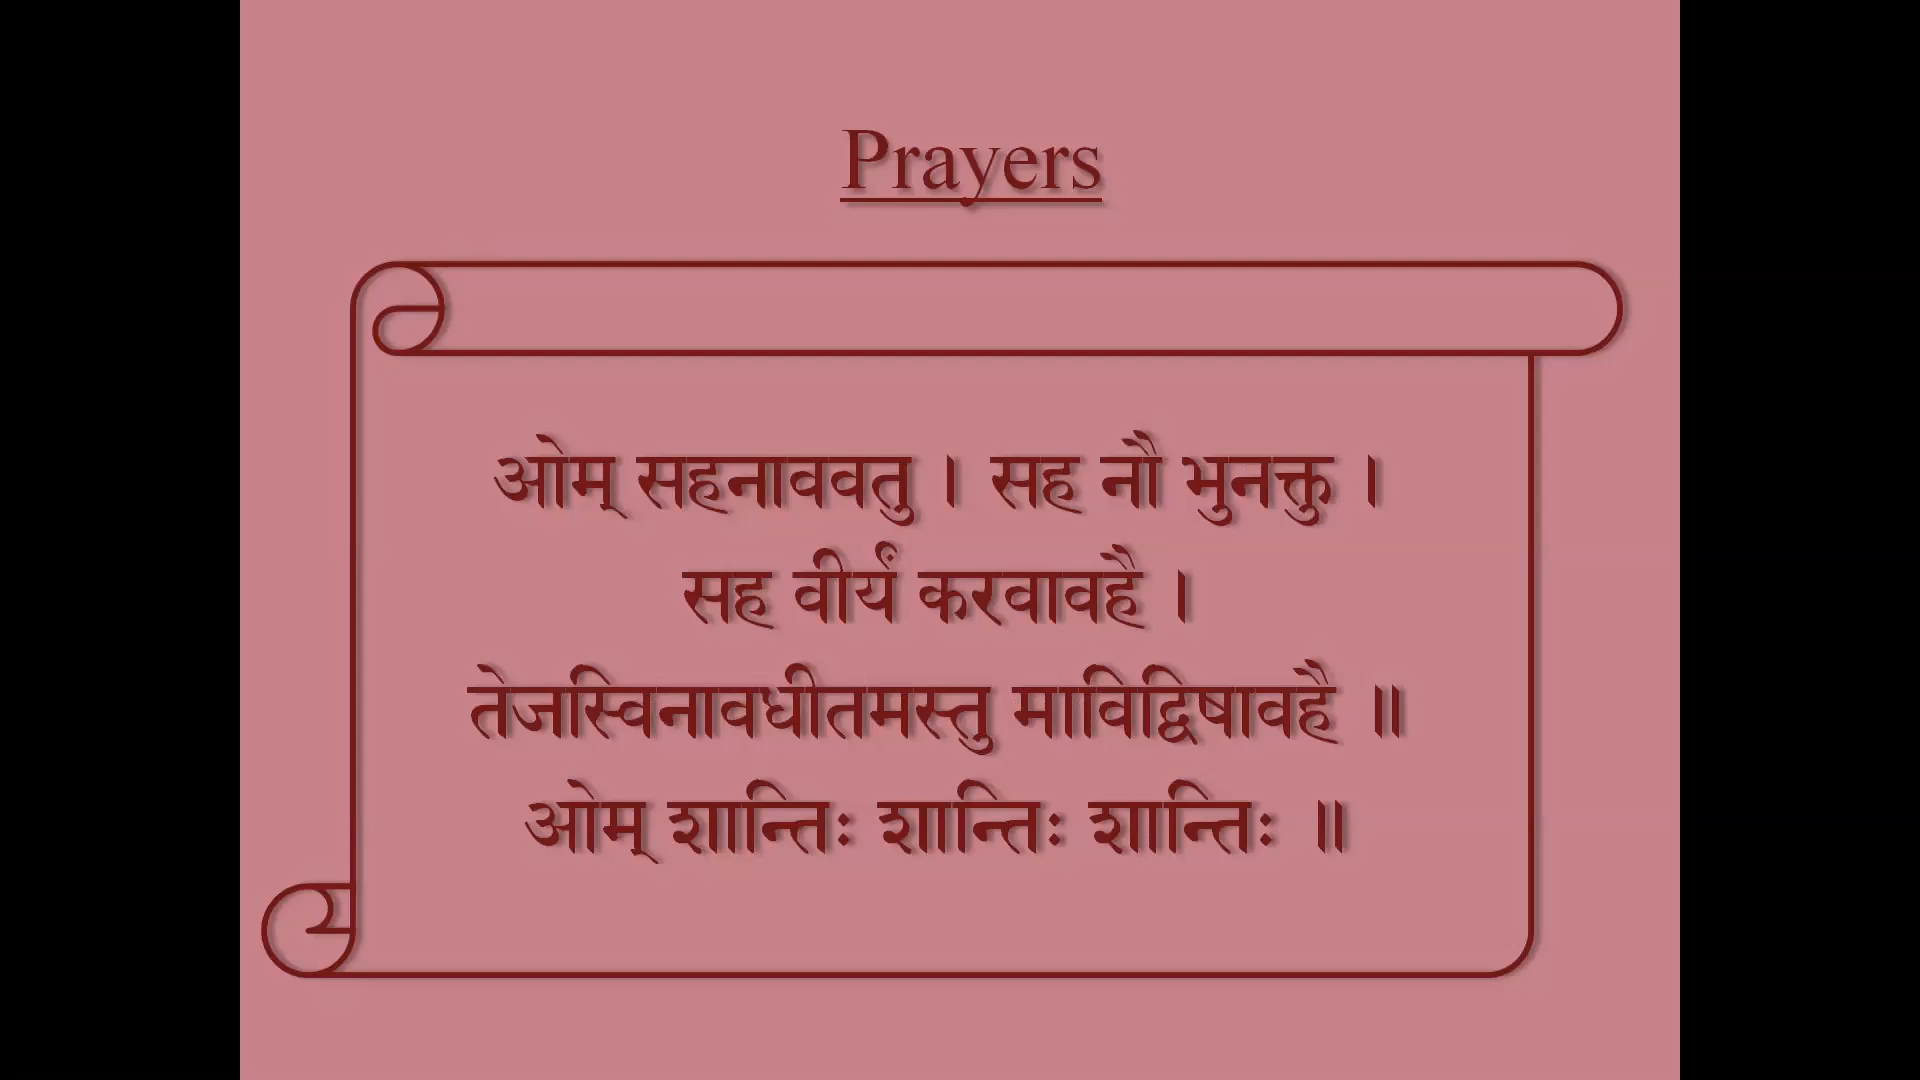 Prayers
ओम् सहनाववतु । सह नौ भुनक्तु ।
सह वीर्यं करवावहै ।
तेजस्विनावधीतमस्तु माविद्विषावहै ॥
ओम् शान्तिः शान्तिः शान्तिः ॥